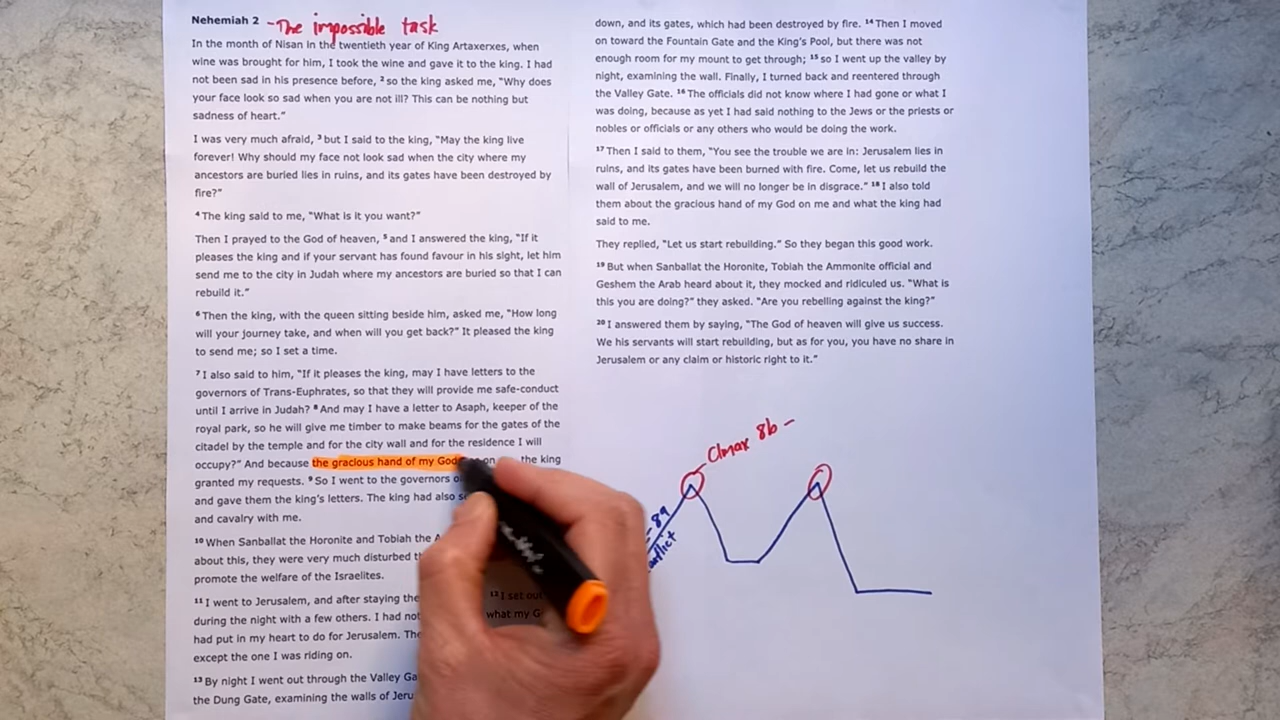 Nehemiah 2 -The impossible task
In the month of Nisan in the twentieth year of King Artaxerxes, when
wine was brought for him, I took the wine and gave it to the king. I had
not been sad in his presence before, ² so the king asked me, “Why does
your face look so sad when you are not ill? This can be nothing but
sadness of heart.”
I was very much afraid, ³ but I said to the king, “May the king live
forever! Why should my face not look sad when the city where my
ancestors are buried lies in ruins, and its gates have been destroyed by
fire?”
⁴ The king said to me, “What is it you want?”
Then I prayed to the God of heaven, ⁵ and I answered the king, “If it
pleases the king and if your servant has found favour in his sight, let him
send me to the city in Judah where my ancestors are buried so that I can
rebuild it.”
⁶ Then the king, with the queen sitting beside him, asked me, “How long
will your journey take, and when will you get back?” It pleased the king
to send me; so I set a time.
⁷ I also said to him, “If it pleases the king, may I have letters to the
governors of Trans-Euphrates, so that they will provide me safe-conduct
until I arrive in Judah? ⁸ And may I have a letter to Asaph, keeper of the
royal park, so he will give me timber to make beams for the gates of the
citadel by the temple and for the city wall and for the residence I will
occupy?” And because the gracious hand of my God on the king
granted my requests. ⁹ So I went to the governors
and gave them the king’s letters. The king had also
and cavalry with me.
¹⁰ When Sanballat the Horonite and Tobiah the
about this, they were very much disturbed
promote the welfare of the Israelites.
¹¹ I went to Jerusalem, and after staying the ¹² I set out
during the night with a few others. I had not what my
had put in my heart to do for Jerusalem.
except the one I was riding on.
¹³ By night I went out through the Valley
the Dung Gate, examining the walls of
down, and its gates, which had been destroyed by fire. ¹⁴ Then I moved
on toward the Fountain Gate and the King’s Pool, but there was not
enough room for my mount to get through; ¹⁵ so I went up the valley by
night, examining the wall. Finally, I turned back and reentered through
the Valley Gate. ¹⁶ The officials did not know where I had gone or what I
was doing, because as yet I had said nothing to the Jews or the priests or
nobles or officials or any others who would be doing the work.
¹⁷ Then I said to them, “You see the trouble we are in: Jerusalem lies in
ruins, and its gates have been burned with fire. Come, let us rebuild the
wall of Jerusalem, and we will no longer be in disgrace.” ¹⁸ I also told
them about the gracious hand of my God on me and what the king had
said to me.
They replied, “Let us start rebuilding.” So they began this good work.
¹⁹ But when Sanballat the Horonite, Tobiah the Ammonite official and
Geshem the Arab heard about it, they mocked and ridiculed us. “What is
this you are doing?” they asked. “Are you rebelling against the king?”
²⁰ I answered them by saying, “The God of heaven will give us success.
We his servants will start rebuilding, but as for you, you have no share in
Jerusalem or any claim or historic right to it.”
Climax 8b -